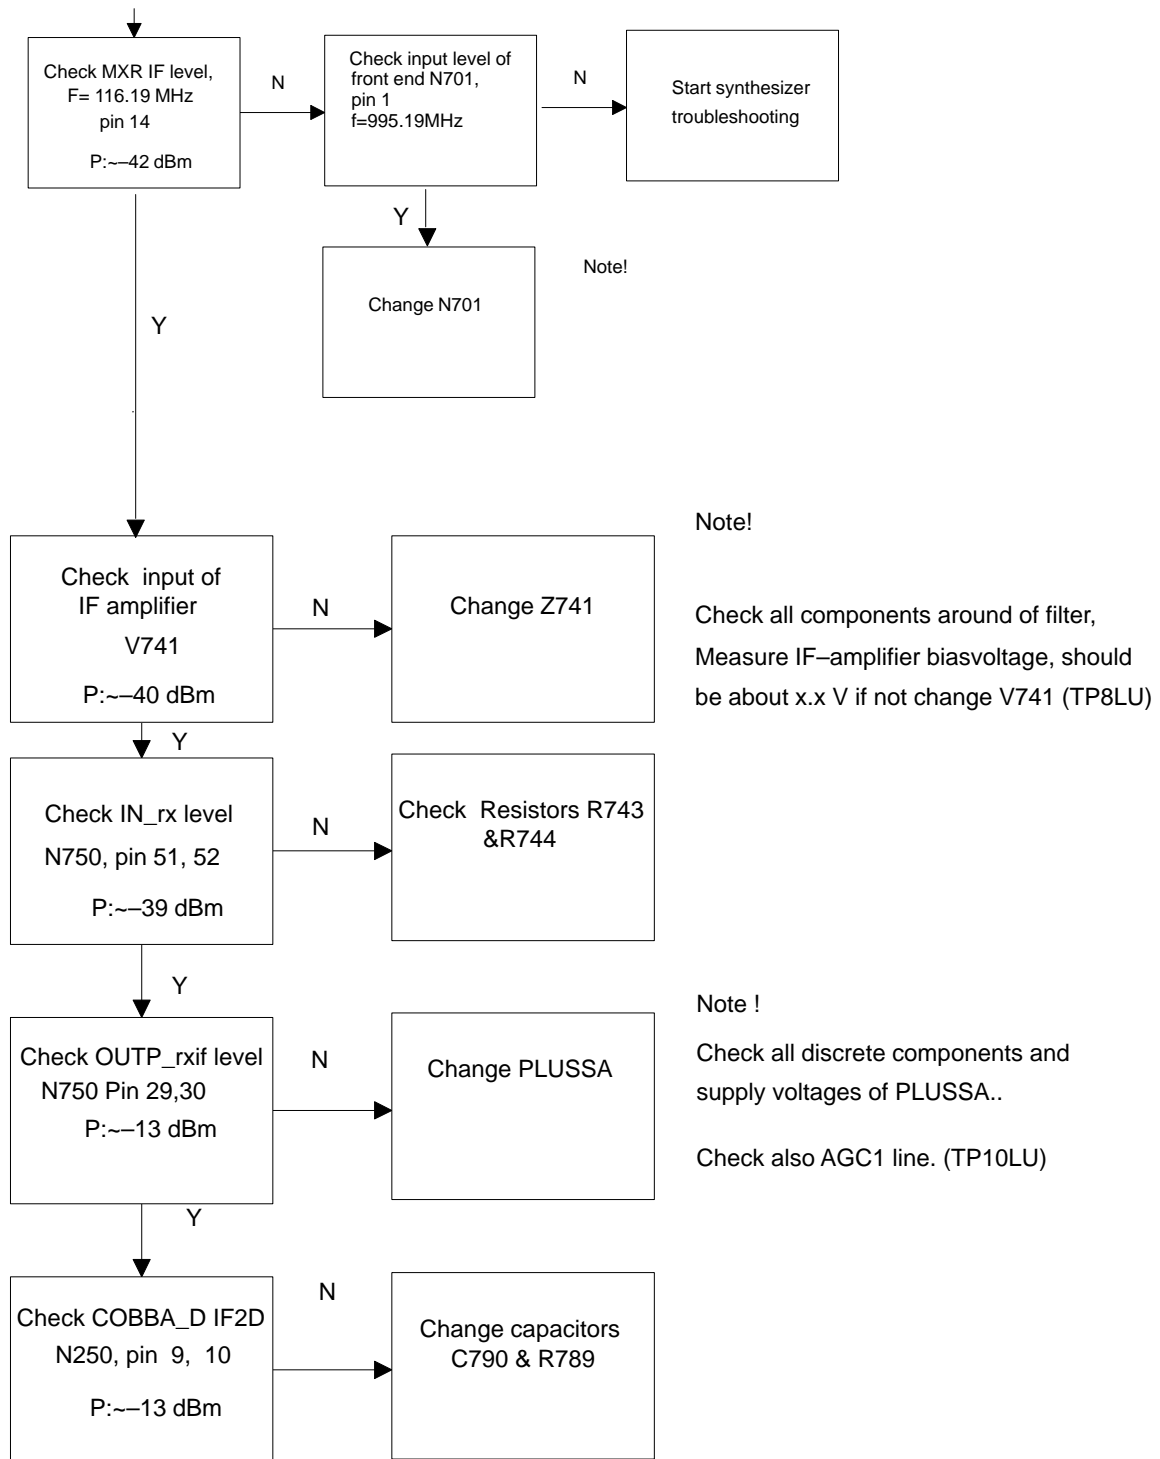 Check MXR IF level,
F= 116.19 MHz
pin 14
P:~–42 dBm
N
Check input level of
front end N701,
pin 1
f=995.19MHz
N
Start synthesizer
troubleshooting
Y
Change N701
Note!
Y
Check input of
IF amplifier
V741
P:~–40 dBm
N
Change Z741
Note!
Check all components around of filter,
Measure IF–amplifier biasvoltage, should
be about x.x V if not change V741 (TP8LU)
Y
Check IN_rx level
N750, pin 51, 52
P:~–39 dBm
N
Check Resistors R743
&R744
Y
Check OUTP_rxif level
N750 Pin 29,30
P:~–13 dBm
N
Change PLUSSA
Note !
Check all discrete components and
supply voltages of PLUSSA..
Check also AGC1 line. (TP10LU)
Y
Check COBBA_D IF2D
N250, pin 9, 10
P:~–13 dBm
N
Change capacitors
C790 & R789